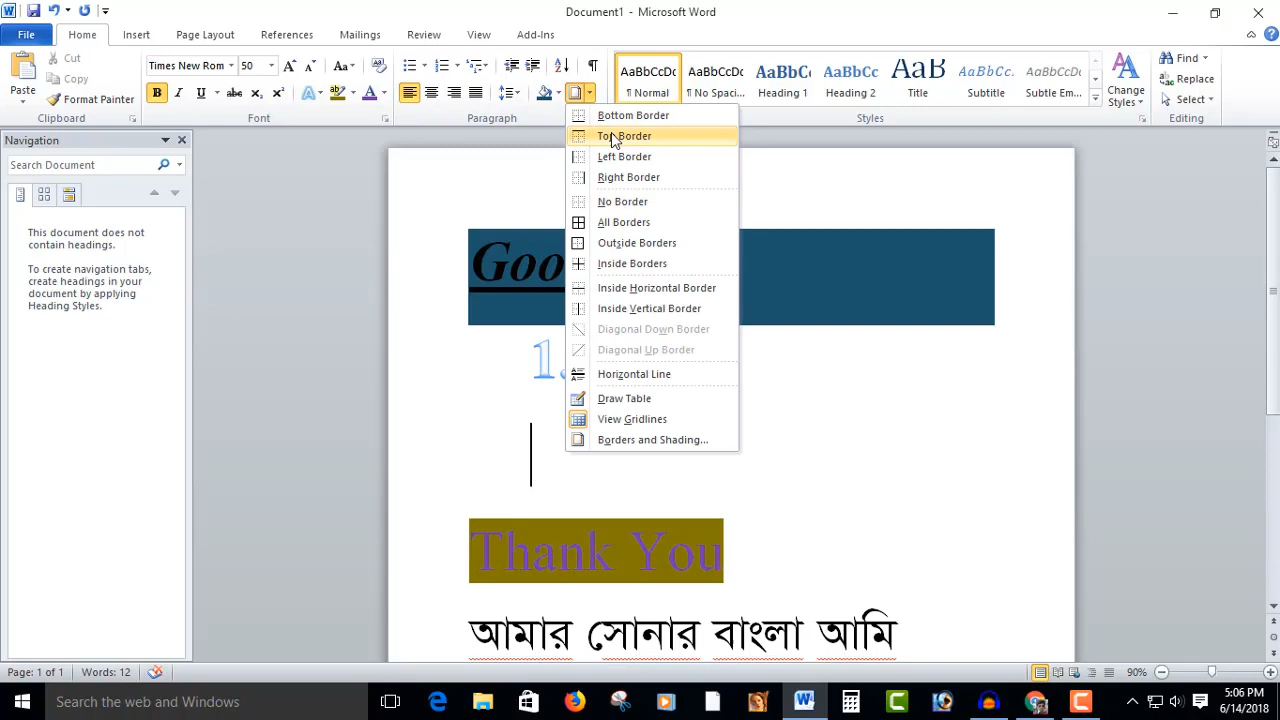 Document1 - Microsoft Word
File Home Insert Page Layout References Mailings Review View Add-Ins
Paste
Cut
Copy
Format Painter
Clipboard
Times New Rom 50
B I U abc x₂ x² A ab A
Font
Paragraph
AaBbCcDc
¶ Normal
AaBbCcDc
¶ No Spaci...
AaBbCc
Heading 1
AaBbCc
Heading 2
AaB
Title
AaBbCc.
Subtitle
AaBbCcDc
Subtle Em...
Change
Styles
Styles
Find
Replace
Select
Editing
Navigation
Search Document
This document does not
contain headings.
To create navigation tabs,
create headings in your
document by applying
Heading Styles.
Bottom Border
Top Border
Left Border
Right Border
No Border
All Borders
Outside Borders
Inside Borders
Inside Horizontal Border
Inside Vertical Border
Diagonal Down Border
Diagonal Up Border
Horizontal Line
Draw Table
View Gridlines
Borders and Shading...
Goo
1.
Thank You
আমার সোনার বাংলা আমি
Page: 1 of 1 Words: 12 90%
Search the web and Windows
5:06 PM
6/14/2018